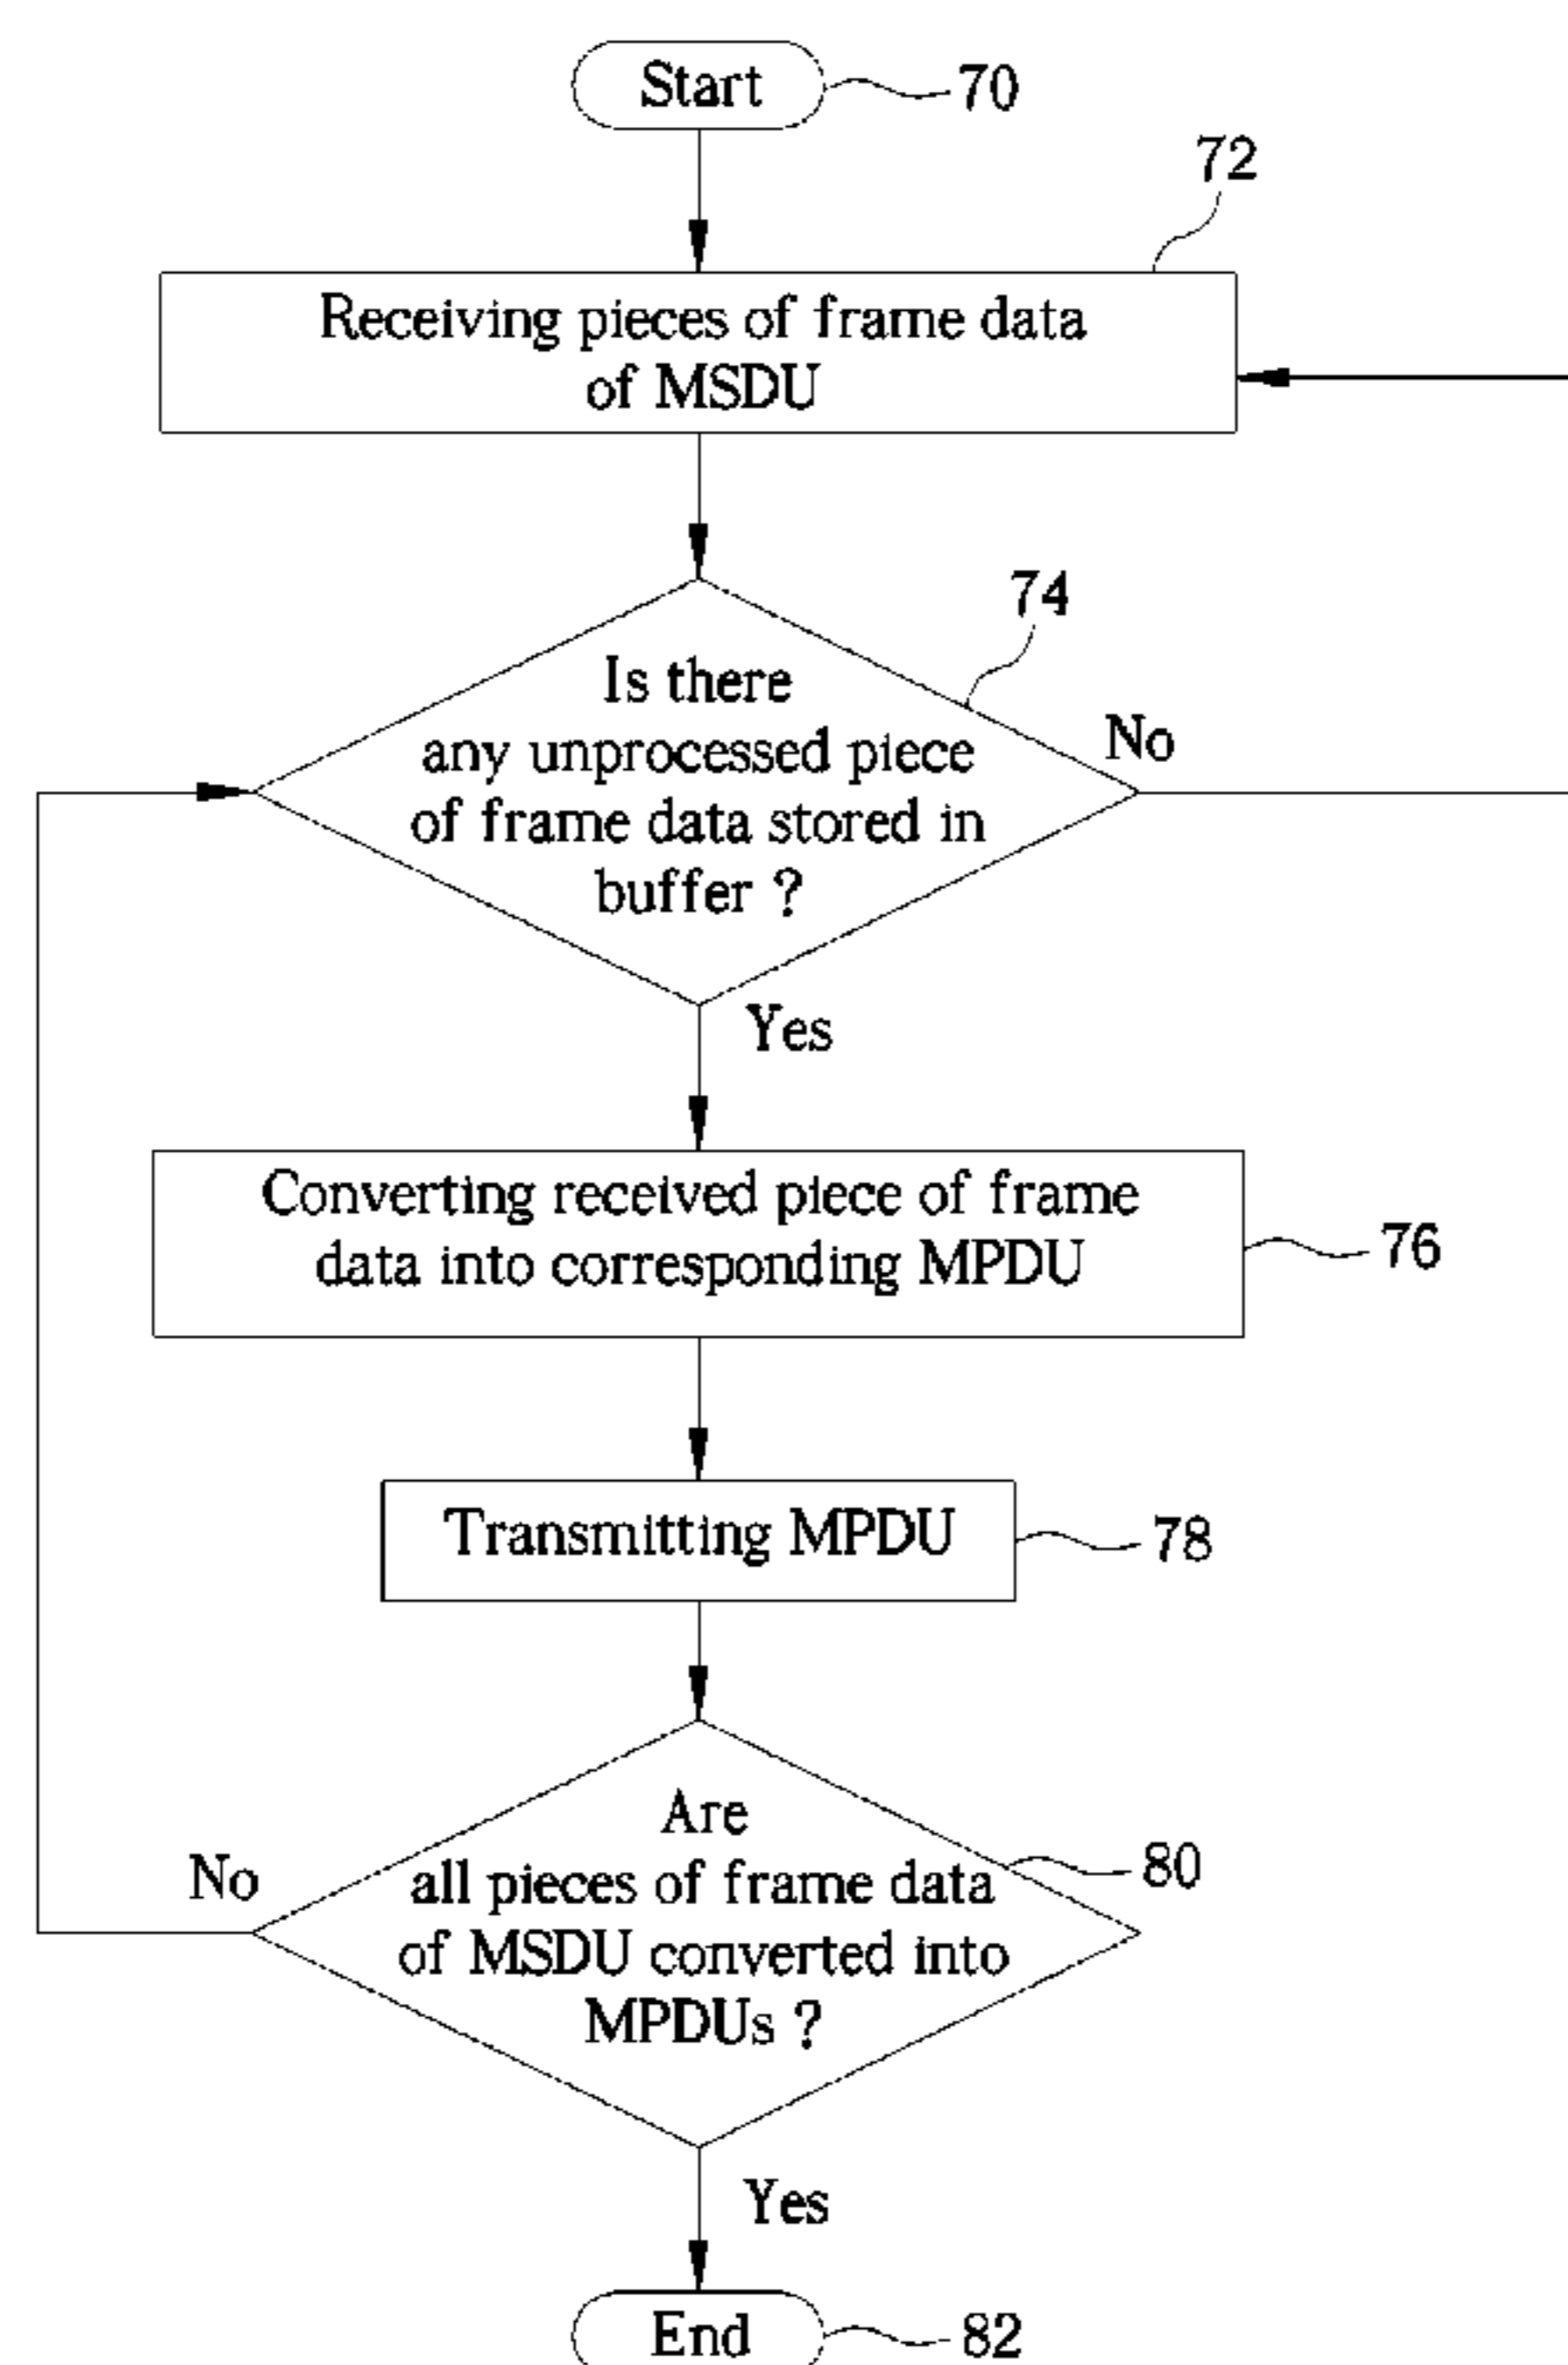 Start
70
72
Receiving pieces of frame data
of MSDU
74
Is there
any unprocessed piece
of frame data stored in
buffer ?
No
Yes
Converting received piece of frame
data into corresponding MPDU
76
Transmitting MPDU
78
Are
all pieces of frame data
of MSDU converted into
MPDUs ?
80
No
Yes
End
82